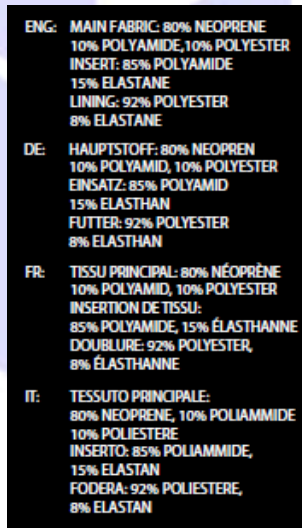 ENG: MAIN FABRIC: 80% NEOPRENE
10% POLYAMIDE,10% POLYESTER
INSERT: 85% POLYAMIDE
15% ELASTANE
LINING: 92% POLYESTER
8% ELASTANE
DE: HAUPTSTOFF: 80% NEOPREN
10% POLYAMID, 10% POLYESTER
EINSATZ: 85% POLYAMID
15% ELASTHAN
FUTTER: 92% POLYESTER
8% ELASTHAN
FR: TISSU PRINCIPAL: 80% NÉOPRÈNE
10% POLYAMID, 10% POLYESTER
INSERTION DE TISSU:
85% POLYAMIDE, 15% ÉLASTHANNE
DOUBLURE: 92% POLYESTER,
8% ÉLASTHANNE
IT: TESSUTO PRINCIPALE:
80% NEOPRENE, 10% POLIAMMIDE
10% POLIESTERE
INSERTO: 85% POLIAMMIDE,
15% ELASTAN
FODERA: 92% POLIESTERE,
8% ELASTAN